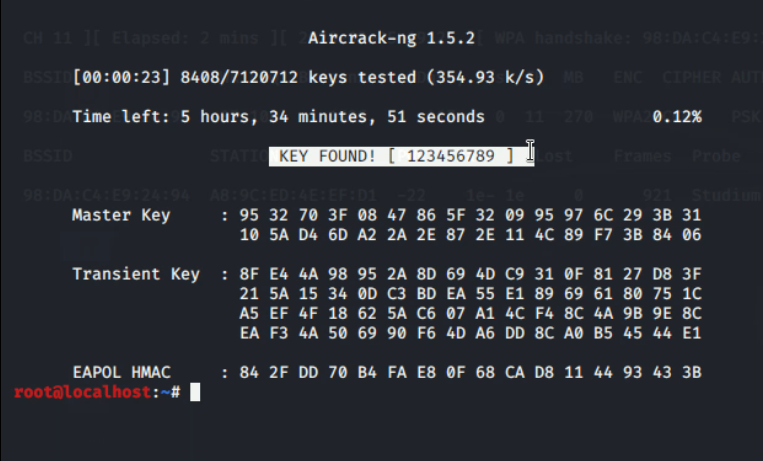 CH 11 ][ Elapsed: 2 mins ][ 2 ][ WPA handshake: 98:DA:C4:E9:
Aircrack-ng 1.5.2
BSSID MB ENC CIPHER AUT
[00:00:23] 8408/7120712 keys tested (354.93 k/s)
Time left: 5 hours, 34 minutes, 51 seconds 0.12%
98:DA 11 270 WPA PSK
KEY FOUND! [ 123456789 ]
BSSID STATI Lost Frames Probe
98:DA:C4:E9:24:94 A8:9C:ED:4E:EF:D1 -22 1e- 1e 0 921
Master Key : 95 32 70 3F 08 47 86 5F 32 09 95 97 6C 29 3B 31
10 5A D4 6D A2 2A 2E 87 2E 11 4C 89 F7 3B 84 06
Transient Key : 8F E4 4A 98 95 2A 8D 69 4D C9 31 0F 81 27 D8 3F
21 5A 15 34 0D C3 BD EA 55 E1 89 69 61 80 75 1C
A5 EF 4F 18 62 5A C6 07 A1 4C F4 8C 4A 9B 9E 8C
EA F3 4A 50 69 90 F6 4D A6 DD 8C A0 B5 45 44 E1
EAPOL HMAC : 84 2F DD 70 B4 FA E8 0F 68 CA D8 11 44 93 43 3B
root@localhost:~#